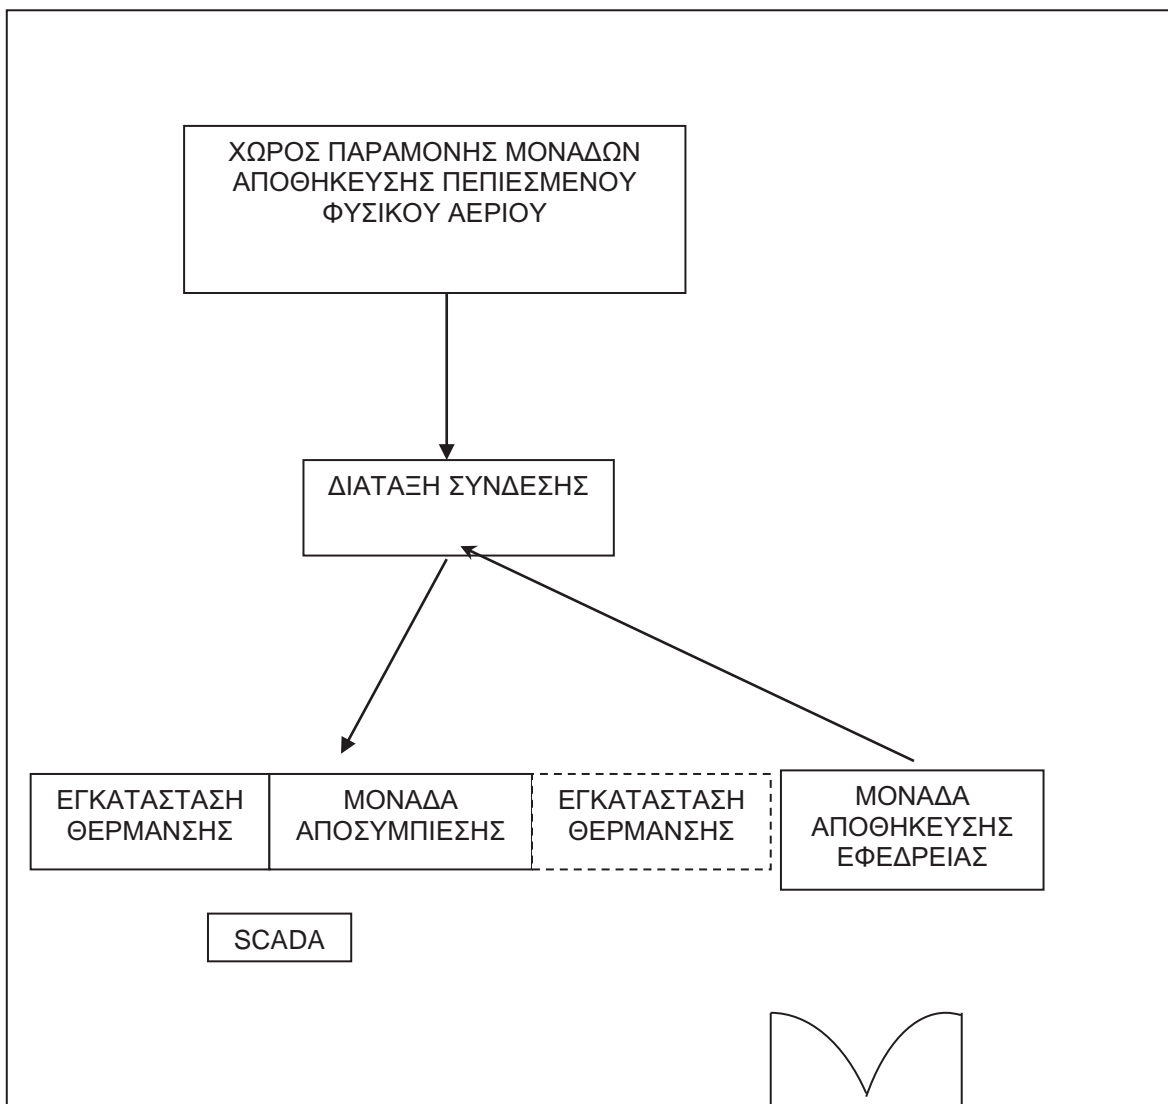 ΧΩΡΟΣ ΠΑΡΑΜΟΝΗΣ ΜΟΝΑΔΩΝ
ΑΠΟΘΗΚΕΥΣΗΣ ΠΕΠΙΕΣΜΕΝΟΥ
ΦΥΣΙΚΟΥ ΑΕΡΙΟΥ
ΔΙΑΤΑΞΗ ΣΥΝΔΕΣΗΣ
ΕΓΚΑΤΑΣΤΑΣΗ
ΘΕΡΜΑΝΣΗΣ
ΜΟΝΑΔΑ
ΑΠΟΣΥΜΠΙΕΣΗΣ
ΕΓΚΑΤΑΣΤΑΣΗ
ΘΕΡΜΑΝΣΗΣ
ΜΟΝΑΔΑ
ΑΠΟΘΗΚΕΥΣΗΣ
ΕΦΕΔΡΕΙΑΣ
SCADA